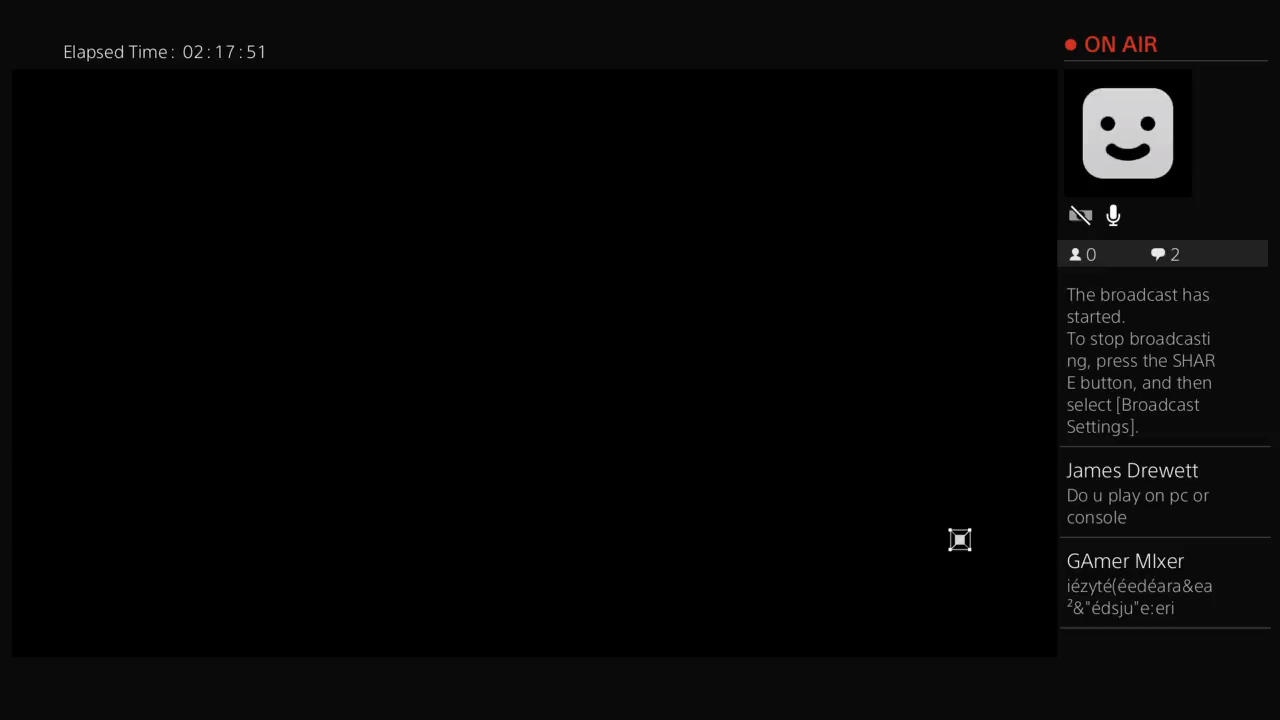 Elapsed Time: 02:17:51
ON AIR
0 2
The broadcast has
started.
To stop broadcasti
ng, press the SHAR
E button, and then
select [Broadcast
Settings].
James Drewett
Do u play on pc or
console
GAmer MIxer
iézyté(éedéara&ea
²&"édsju"e:eri